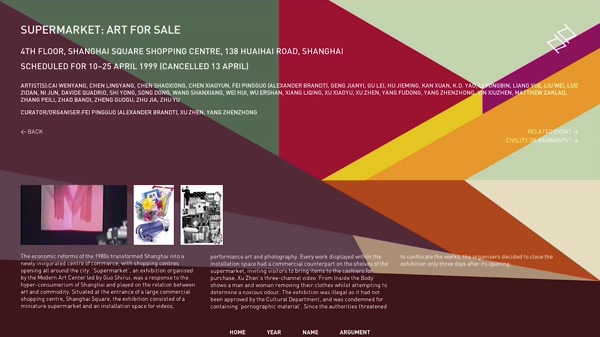 SUPERMARKET: ART FOR SALE
4TH FLOOR, SHANGHAI SQUARE SHOPPING CENTRE, 138 HUAIHAI ROAD, SHANGHAI
SCHEDULED FOR 10–25 APRIL 1999 (CANCELLED 13 APRIL)
ARTIST(S):CAI WENYANG, CHEN LINGYANG, CHEN SHAOXIONG, CHEN XIAOYUN, FEI PINGGUO (ALEXANDER BRANDT), GENG JIANYI, GU LEI, HU JIEMING, KAN XUAN, K.D. YAO, LI YONGBIN, LIANG YUE, LIU WEI, LUO
ZIDAN, NI JUN, DAVIDE QUADRIO, SHI YONG, SONG DONG, WANG SHANXIANG, WEI HUI, WU ERSHAN, XIANG LIQING, XU XIAOYU, XU ZHEN, YANG FUDONG, YANG ZHENZHONG, YIN XIUZHEN, MATTHEW ZAKLAD,
ZHANG PEILI, ZHAO BANDI, ZHENG GUOGU, ZHU JIA, ZHU YU
CURATOR/ORGANISER:FEI PINGGUO (ALEXANDER BRANDT), XU ZHEN, YANG ZHENZHONG
← BACK
RELATED EVENT →
CIVILITY OR BARBARITY? →
M
The economic reforms of the 1980s transformed Shanghai into a
newly invigorated centre of commerce, with shopping centres
opening all around the city. 'Supermarket', an exhibition organised
by the Modern Art Center led by Guo Shirui, was a response to the
hyper-consumerism of Shanghai and played on the relation between
art and commodity. Situated at the entrance of a large commercial
shopping centre, Shanghai Square, the exhibition consisted of a
miniature supermarket and an installation space for videos,
performance art and photography. Every work displayed within the
installation space had a commercial counterpart on the shelves of the
supermarket, inviting visitors to bring items to the cashiers for
purchase. Xu Zhen's three-channel video 'From Inside the Body'
shows a man and woman removing their clothes whilst attempting to
determine a noxious odour. The exhibition was illegal as it had not
been approved by the Cultural Department, and was condemned for
containing 'pornographic material'. Since the authorities threatened
to confiscate the works, the organisers decided to close the
exhibition only three days after its opening.
HOME YEAR NAME ARGUMENT